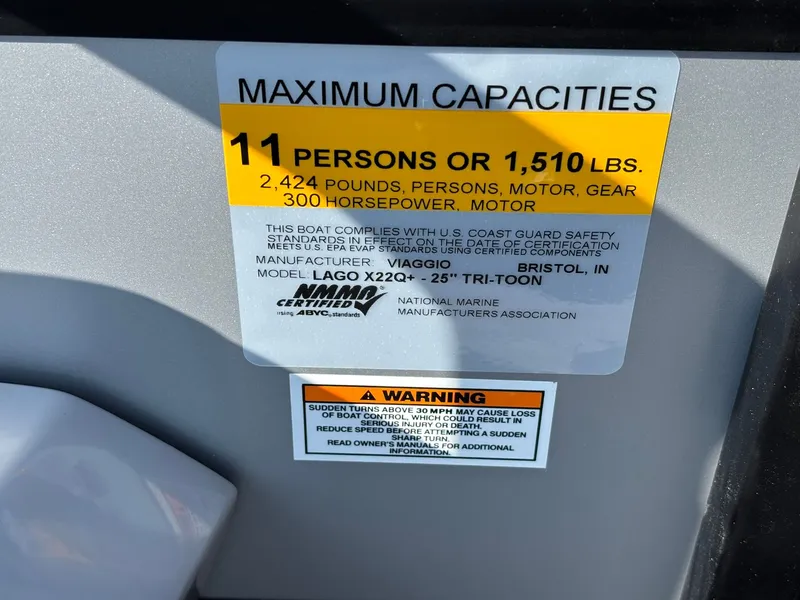 MAXIMUM CAPACITIES
11 PERSONS OR 1,510 LBS.
2,424 POUNDS, PERSONS, MOTOR, GEAR
300 HORSEPOWER, MOTOR
THIS BOAT COMPLIES WITH U.S. COAST GUARD SAFETY
STANDARDS IN EFFECT ON THE DATE OF CERTIFICATION
MEETS U.S. EPA EVAP STANDARDS USING CERTIFIED COMPONENTS
MANUFACTURER: VIAGGIO BRISTOL, IN
MODEL: LAGO X22Q+ - 25" TRI-TOON
NMMA®
CERTIFIED
using ABYC standards
NATIONAL MARINE
MANUFACTURERS ASSOCIATION
WARNING
SUDDEN TURNS ABOVE 30 MPH MAY CAUSE LOSS
OF BOAT CONTROL, WHICH COULD RESULT IN
SERIOUS INJURY OR DEATH.
REDUCE SPEED BEFORE ATTEMPTING A SUDDEN
SHARP TURN.
READ OWNER'S MANUALS FOR ADDITIONAL
INFORMATION.